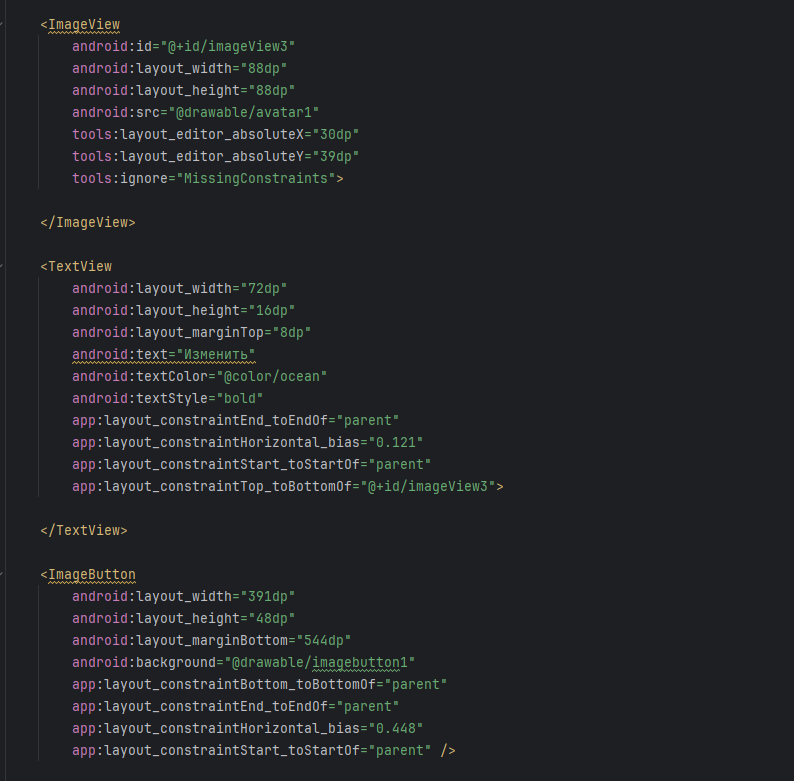 <ImageView
android:id="@+id/imageView3"
android:layout_width="88dp"
android:layout_height="88dp"
android:src="@drawable/avatar1"
tools:layout_editor_absoluteX="30dp"
tools:layout_editor_absoluteY="39dp"
tools:ignore="MissingConstraints">
</ImageView>
<TextView
android:layout_width="72dp"
android:layout_height="16dp"
android:layout_marginTop="8dp"
android:text="Изменить"
android:textColor="@color/ocean"
android:textStyle="bold"
app:layout_constraintEnd_toEndOf="parent"
app:layout_constraintHorizontal_bias="0.121"
app:layout_constraintStart_toStartOf="parent"
app:layout_constraintTop_toBottomOf="@+id/imageView3">
</TextView>
<ImageButton
android:layout_width="391dp"
android:layout_height="48dp"
android:layout_marginBottom="544dp"
android:background="@drawable/imagebutton1"
app:layout_constraintBottom_toBottomOf="parent"
app:layout_constraintEnd_toEndOf="parent"
app:layout_constraintHorizontal_bias="0.448"
app:layout_constraintStart_toStartOf="parent" />